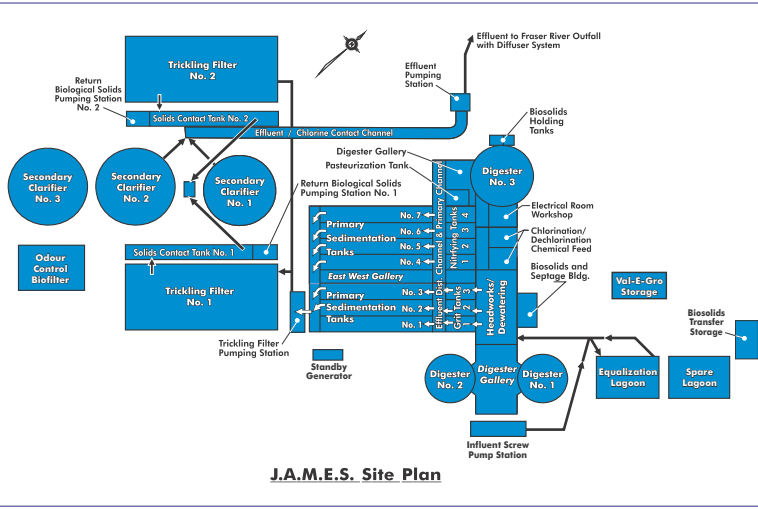 Effluent to Fraser River Outfall
with Diffuser System
Trickling Filter
No. 2
Effluent
Pumping
Station
Return
Biological Solids
Pumping Station
No. 2
Solids Contact Tank No. 2
Effluent / Chlorine Contact Channel
Biosolids
Holding
Tanks
Digester Gallery
Pasteurization Tank
Digester
No. 3
Secondary
Clarifier
No. 3
Secondary
Clarifier
No. 2
Secondary
Clarifier
No. 1
Return Biological Solids
Pumping Station No. 1
Electrical Room
Workshop
Chlorination/
Dechlorination
Chemical Feed
Primary
Sedimentation
Tanks
No. 7
No. 6
No. 5
No. 4
Effluent Dist. Channel & Primary Channel
Nitrifying Tanks
4
3
2
1
Solids Contact Tank No. 1
Odour
Control
Biofilter
Trickling Filter
No. 1
East West Gallery
Primary
Sedimentation
Tanks
No. 3
No. 2
No. 1
Grit Tanks
3
2
1
Headworks/
Dewatering
Biosolids and
Septage Bldg.
Val-E-Gro
Storage
Biosolids
Transfer
Storage
Trickling Filter
Pumping Station
Standby
Generator
Digester
No. 2
Digester
Gallery
Digester
No. 1
Equalization
Lagoon
Spare
Lagoon
Influent Screw
Pump Station
J.A.M.E.S. Site Plan